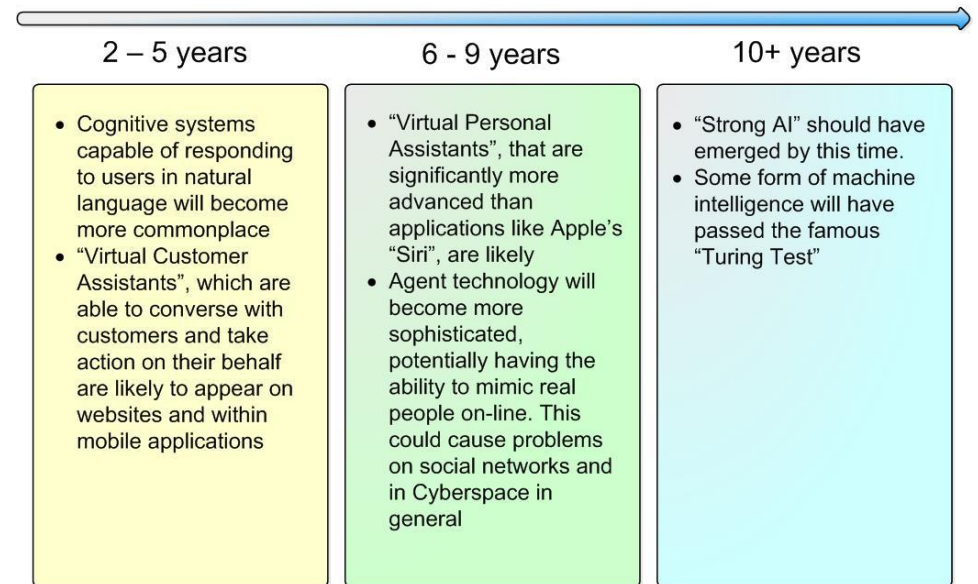 2 – 5 years
6 - 9 years
10+ years
• Cognitive systems
capable of responding
to users in natural
language will become
more commonplace
• “Virtual Customer
Assistants”, which are
able to converse with
customers and take
action on their behalf
are likely to appear on
websites and within
mobile applications
• “Virtual Personal
Assistants”, that are
significantly more
advanced than
applications like Apple’s
“Siri”, are likely
• Agent technology will
become more
sophisticated,
potentially having the
ability to mimic real
people on-line. This
could cause problems
on social networks and
in Cyberspace in
general
• “Strong AI” should have
emerged by this time.
• Some form of machine
intelligence will have
passed the famous
“Turing Test”